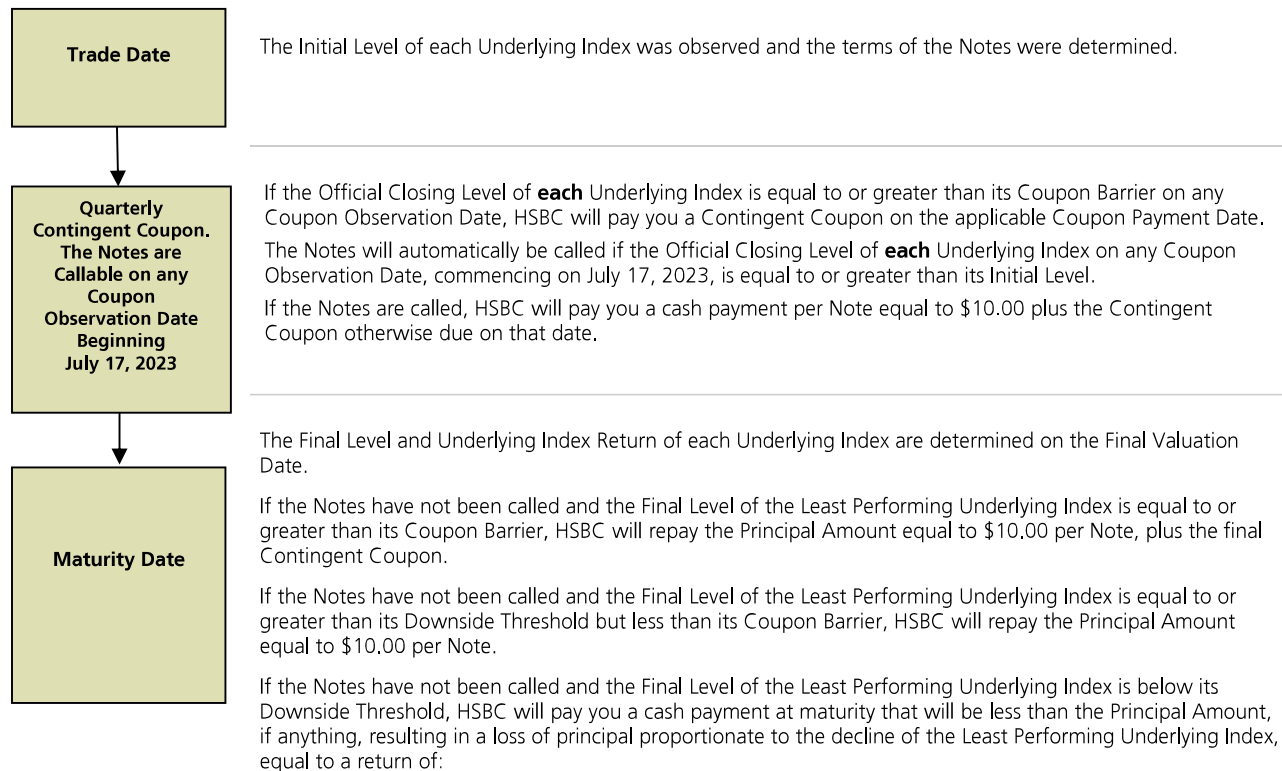 Trade Date
The Initial Level of each Underlying Index was observed and the terms of the Notes were determined.
Quarterly
Contingent Coupon.
The Notes are
Callable on any
Coupon
Observation Date
Beginning
July 17, 2023
If the Official Closing Level of each Underlying Index is equal to or greater than its Coupon Barrier on any
Coupon Observation Date, HSBC will pay you a Contingent Coupon on the applicable Coupon Payment Date.
The Notes will automatically be called if the Official Closing Level of each Underlying Index on any Coupon
Observation Date, commencing on July 17, 2023, is equal to or greater than its Initial Level.
If the Notes are called, HSBC will pay you a cash payment per Note equal to $10.00 plus the Contingent
Coupon otherwise due on that date.
Maturity Date
The Final Level and Underlying Index Return of each Underlying Index are determined on the Final Valuation
Date.
If the Notes have not been called and the Final Level of the Least Performing Underlying Index is equal to or
greater than its Coupon Barrier, HSBC will repay the Principal Amount equal to $10.00 per Note, plus the final
Contingent Coupon.
If the Notes have not been called and the Final Level of the Least Performing Underlying Index is equal to or
greater than its Downside Threshold but less than its Coupon Barrier, HSBC will repay the Principal Amount
equal to $10.00 per Note.
If the Notes have not been called and the Final Level of the Least Performing Underlying Index is below its
Downside Threshold, HSBC will pay you a cash payment at maturity that will be less than the Principal Amount,
if anything, resulting in a loss of principal proportionate to the decline of the Least Performing Underlying Index,
equal to a return of: